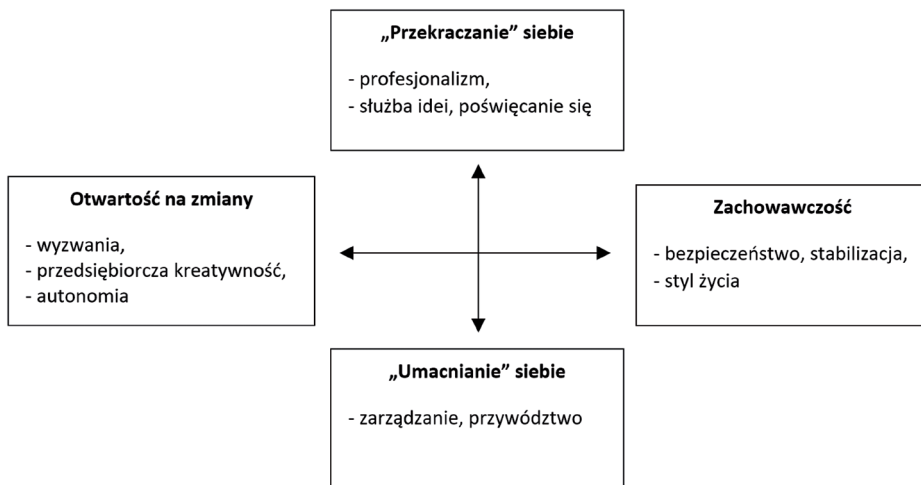 „Przekraczanie” siebie
- profesjonalizm,
- służba idei, poświęcanie się
Otwartość na zmiany
- wyzwania,
- przedsiębiorcza kreatywność,
- autonomia
Zachowawczość
- bezpieczeństwo, stabilizacja,
- styl życia
„Umacnianie” siebie
- zarządzanie, przywództwo